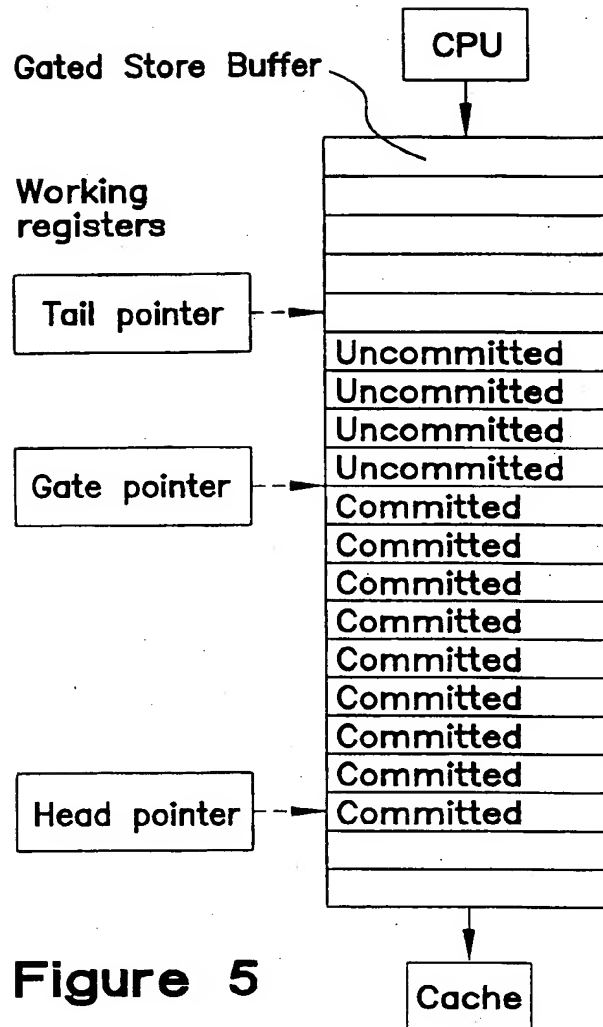 CPU
Gated Store Buffer
Working
registers
Tail pointer
Uncommitted
Uncommitted
Uncommitted
Uncommitted
Gate pointer
Committed
Committed
Committed
Committed
Committed
Committed
Committed
Committed
Committed
Head pointer
Figure 5
Cache